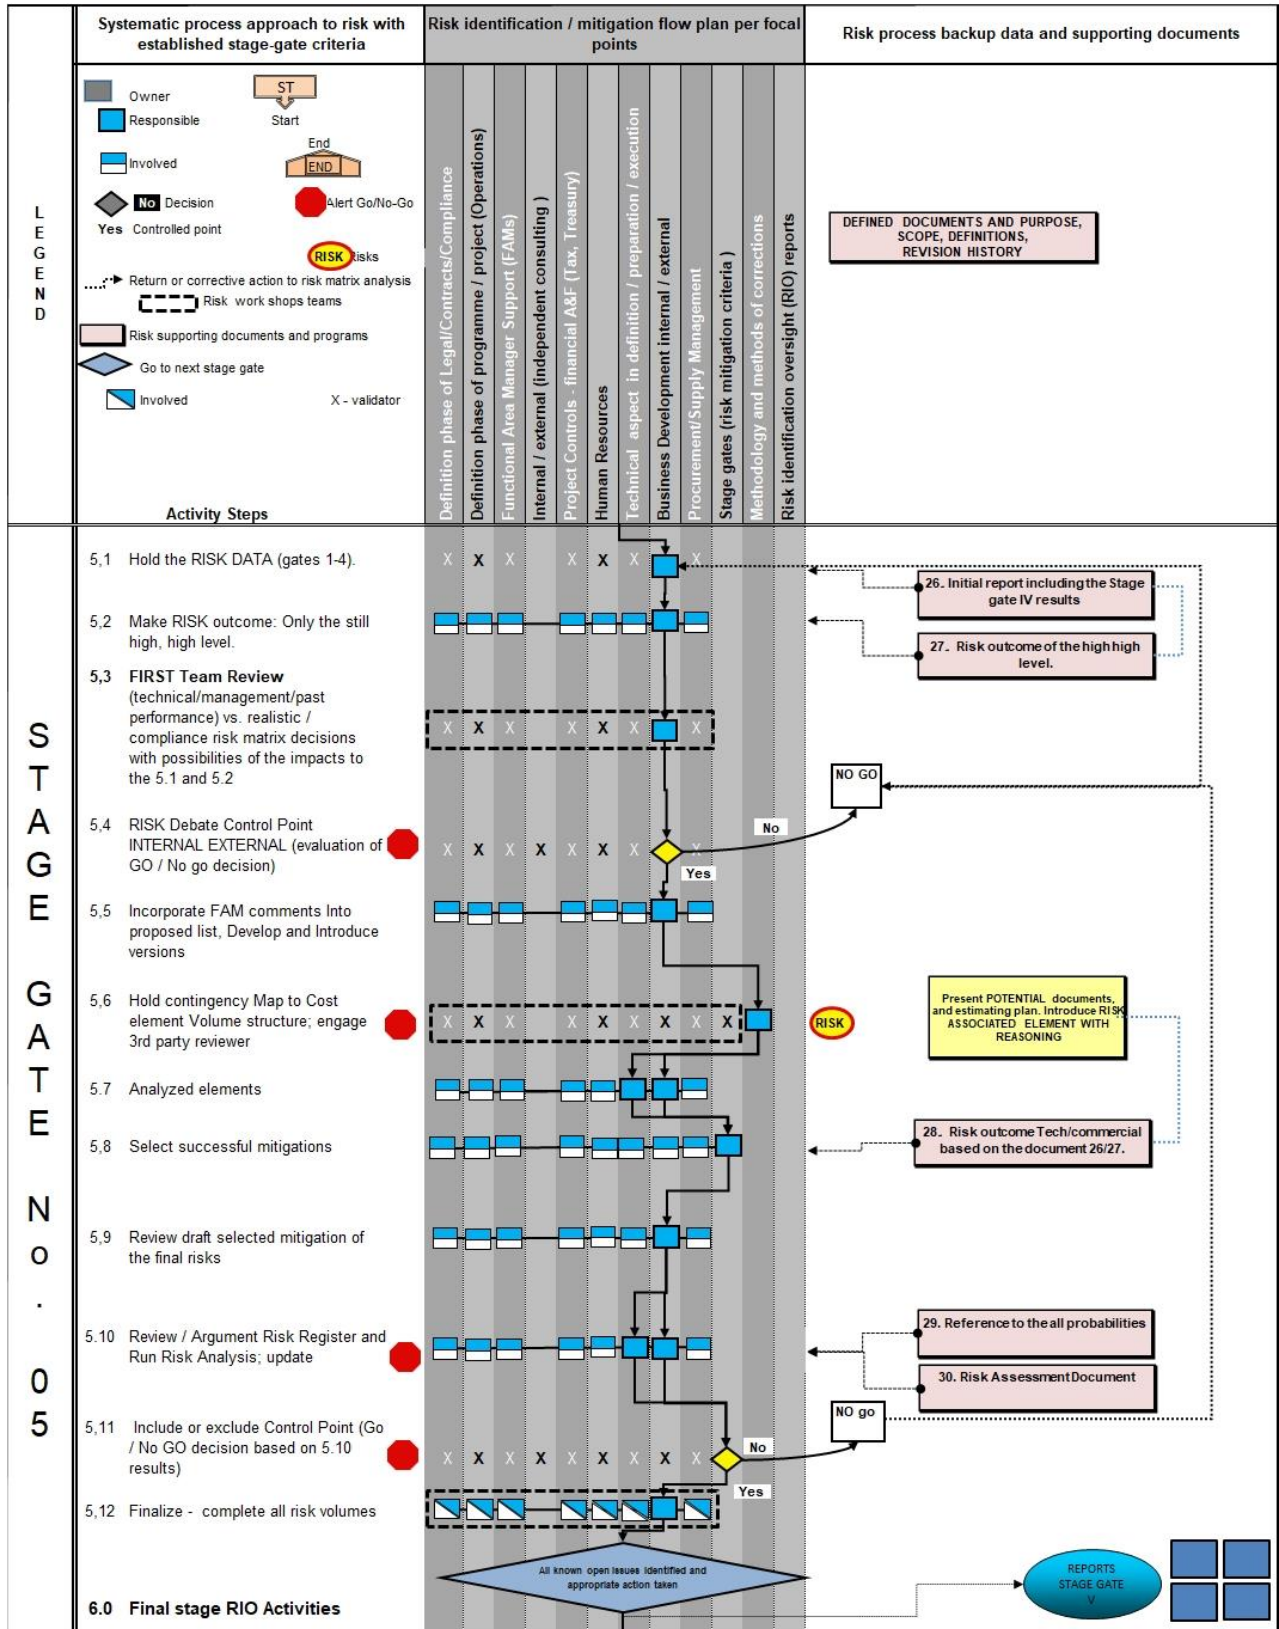 Systematic process approach to risk with
established stage-gate criteria
Risk identification / mitigation flow plan per focal
points
Risk process backup data and supporting documents
LEGEND
Owner
ST
Start
Responsible
End
END
Involved
No Decision
Alert Go/No-Go
Yes Controlled point
RISK Risks
Return or corrective action to risk matrix analysis
Risk work shops teams
Risk supporting documents and programs
Go to next stage gate
Involved
X - validator
Activity Steps
Definition phase of Legal/Contracts/Compliance
Definition phase of programme / project (Operations)
Functional Area Manager Support (FAMs)
Internal / external (independent consulting )
Project Controls - financial A&F (Tax, Treasury)
Human Resources
Technical aspect in definition / preparation / execution
Business Development internal / external
Procurement/Supply Management
Stage gates (risk mitigation criteria )
Methodology and methods of corrections
Risk identification oversight (RIO) reports
DEFINED DOCUMENTS AND PURPOSE,
SCOPE, DEFINITIONS,
REVISION HISTORY
STAGE GATE No. 05
5,1 Hold the RISK DATA (gates 1-4).
X X X X X X X
26. Initial report including the Stage
gate IV results
5,2 Make RISK outcome: Only the still
high, high level.
27. Risk outcome of the high high
level.
5,3 FIRST Team Review
(technical/management/past
performance) vs. realistic /
compliance risk matrix decisions
with possibilities of the impacts to
the 5.1 and 5.2
X X X X X X X
NO GO
5,4 RISK Debate Control Point
INTERNAL EXTERNAL (evaluation of
GO / No go decision)
X X X X X X X X
No
Yes
5,5 Incorporate FAM comments Into
proposed list, Develop and Introduce
versions
5,6 Hold contingency Map to Cost
element Volume structure; engage
3rd party reviewer
X X X X X X X X X
RISK
Present POTENTIAL documents,
and estimating plan. Introduce RISK
ASSOCIATED ELEMENT WITH
REASONING
5.7 Analyzed elements
5,8 Select successful mitigations
28. Risk outcome Tech/commercial
based on the document 26/27.
5,9 Review draft selected mitigation of
the final risks
5.10 Review / Argument Risk Register and
Run Risk Analysis; update
29. Reference to the all probabilities
30. Risk Assessment Document
5,11 Include or exclude Control Point (Go
/ No GO decision based on 5.10
results)
X X X X X X X X X
No
NO go
Yes
5,12 Finalize - complete all risk volumes
All known open issues identified and
appropriate action taken
REPORTS
STAGE GATE
V
6.0 Final stage RIO Activities